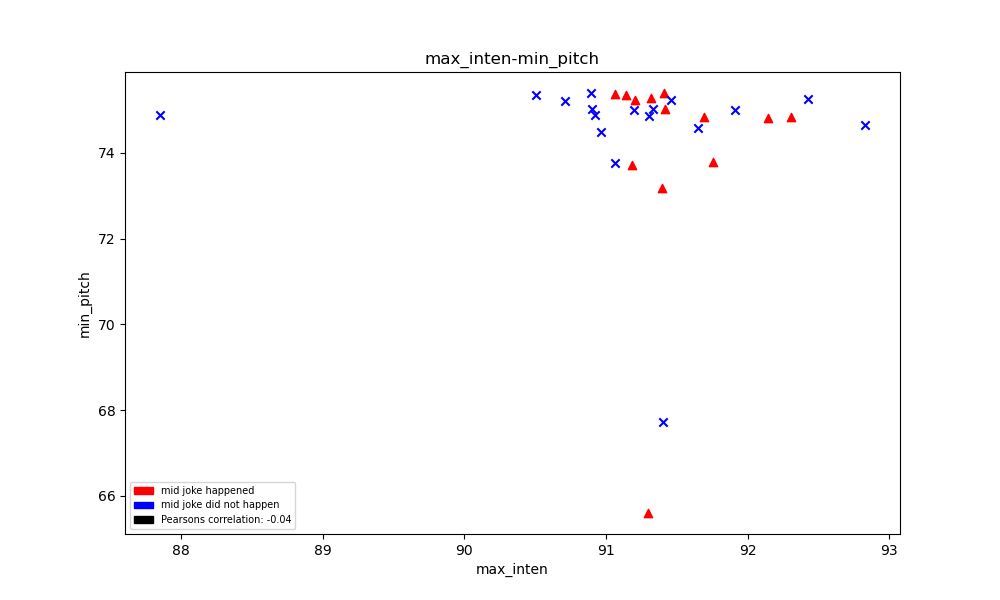 max_inten-min_pitch
min_pitch
74
72
70
68
66
mid joke happened
mid joke did not happen
Pearsons correlation: -0.04
88
89
90
91
92
93
max_inten